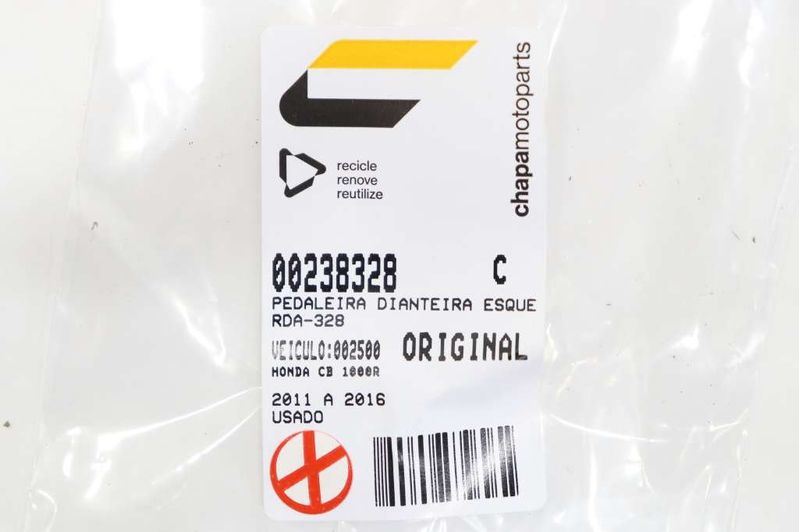 chapamotoparts
recicle
renove
reutilize
00238328 C
PEDALEIRA DIANTEIRA ESQUE
RDA-328
VEICULO:002500 ORIGINAL
HONDA CB 1000R
2011 A 2016
USADO